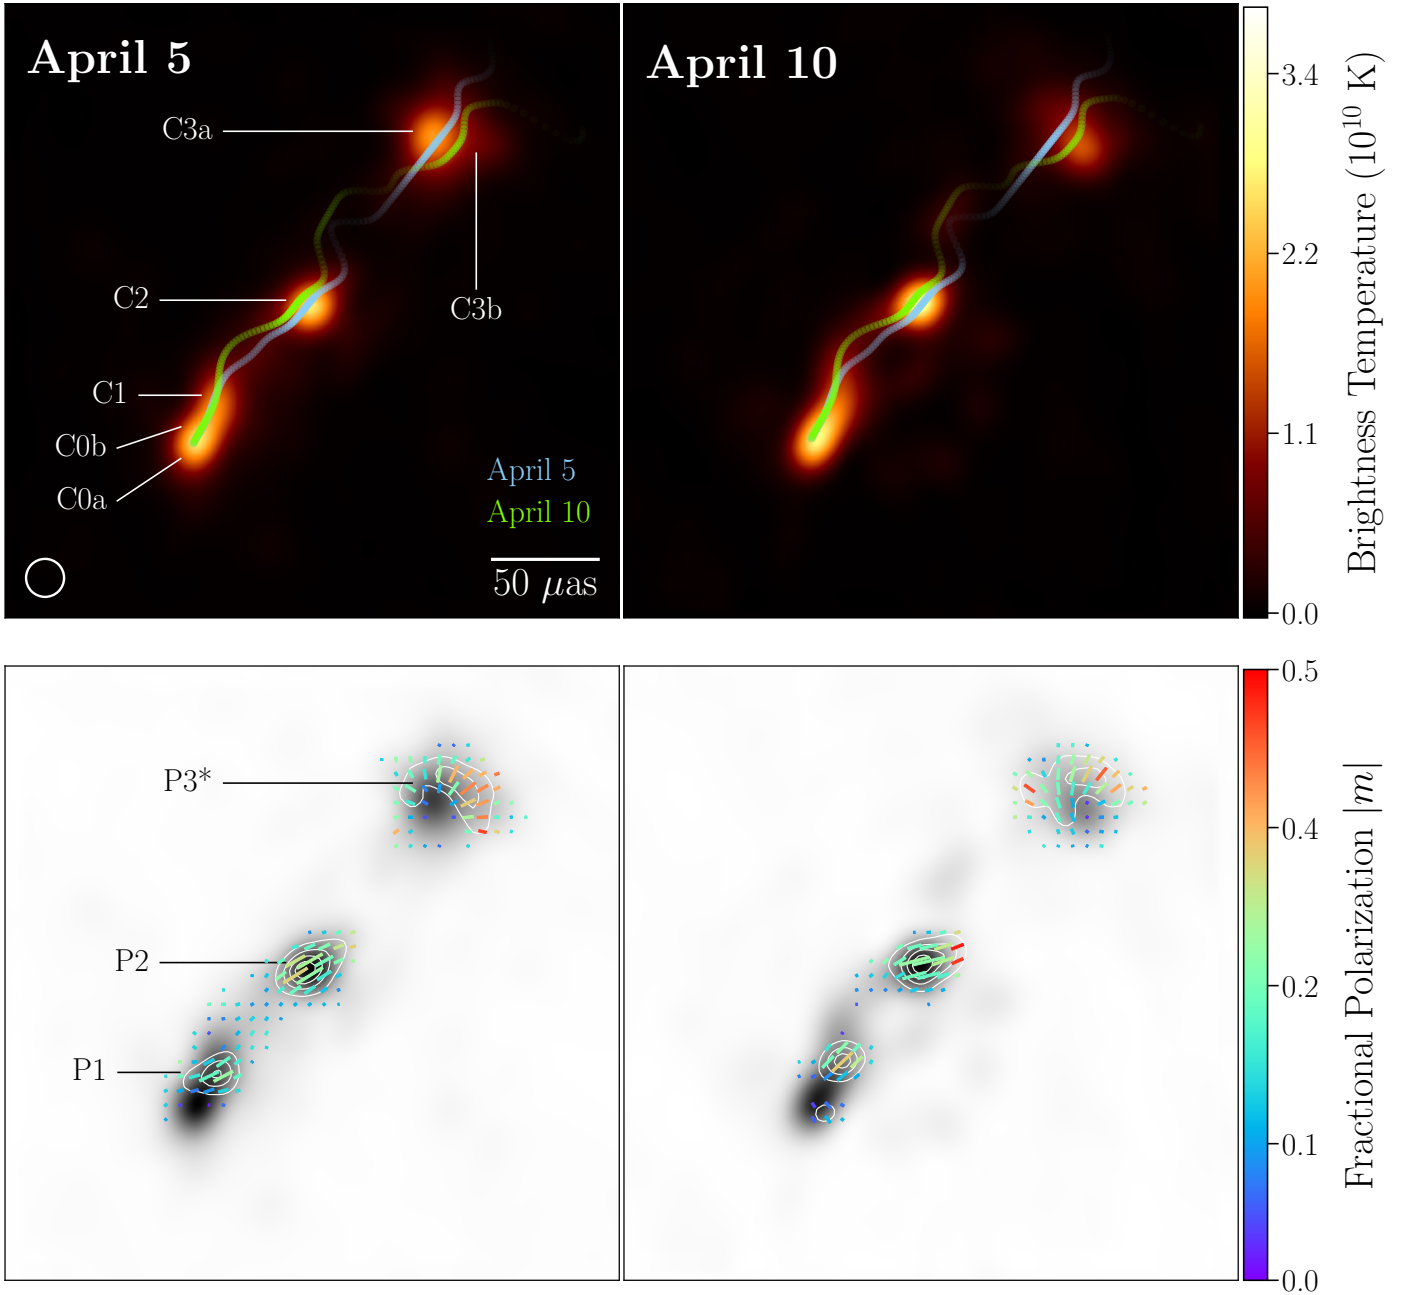 April 5
April 10
C3a
C3b
C2
C1
C0b
C0a
April 5
April 10
50 μas
3.4
2.2
1.1
0.0
Brightness Temperature (10¹⁰ K)
P3*
P2
P1
0.5
0.4
0.2
0.1
0.0
Fractional Polarization |m|